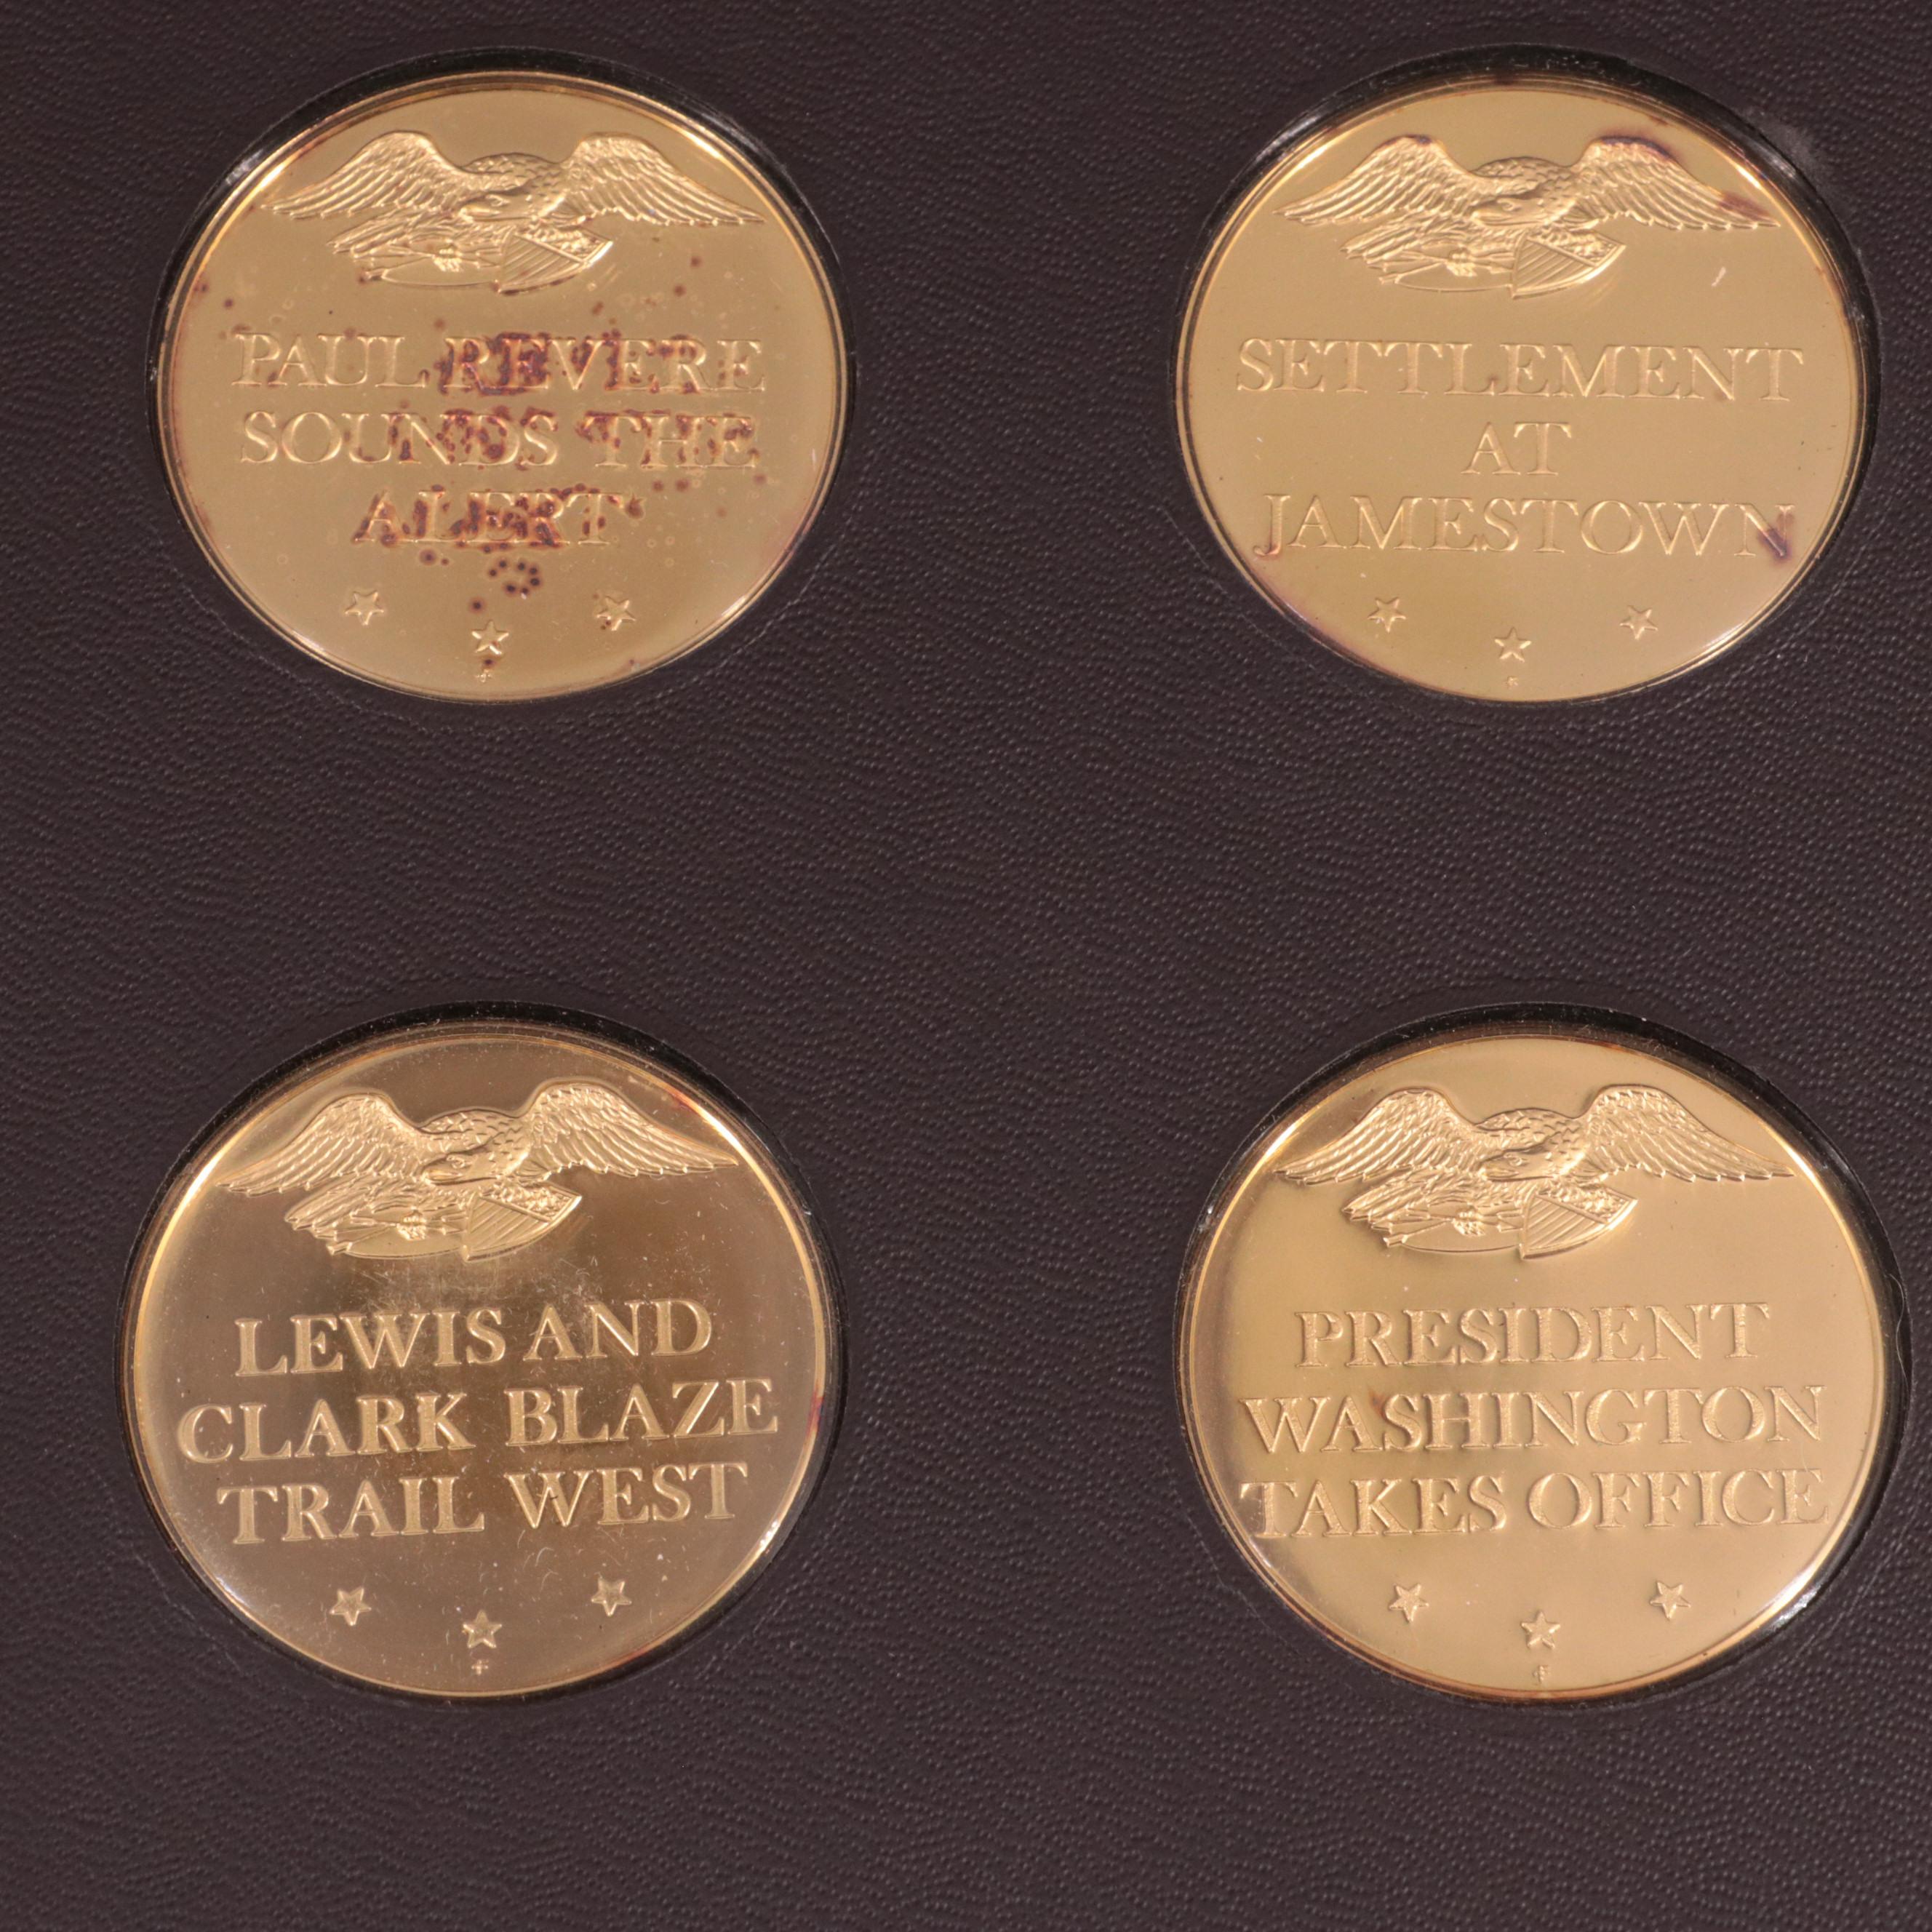 PAUL REVERE
SOUNDS THE
ALERT
SETTLEMENT
AT
JAMESTOWN
LEWIS AND
CLARK BLAZE
TRAIL WEST
PRESIDENT
WASHINGTON
TAKES OFFICE